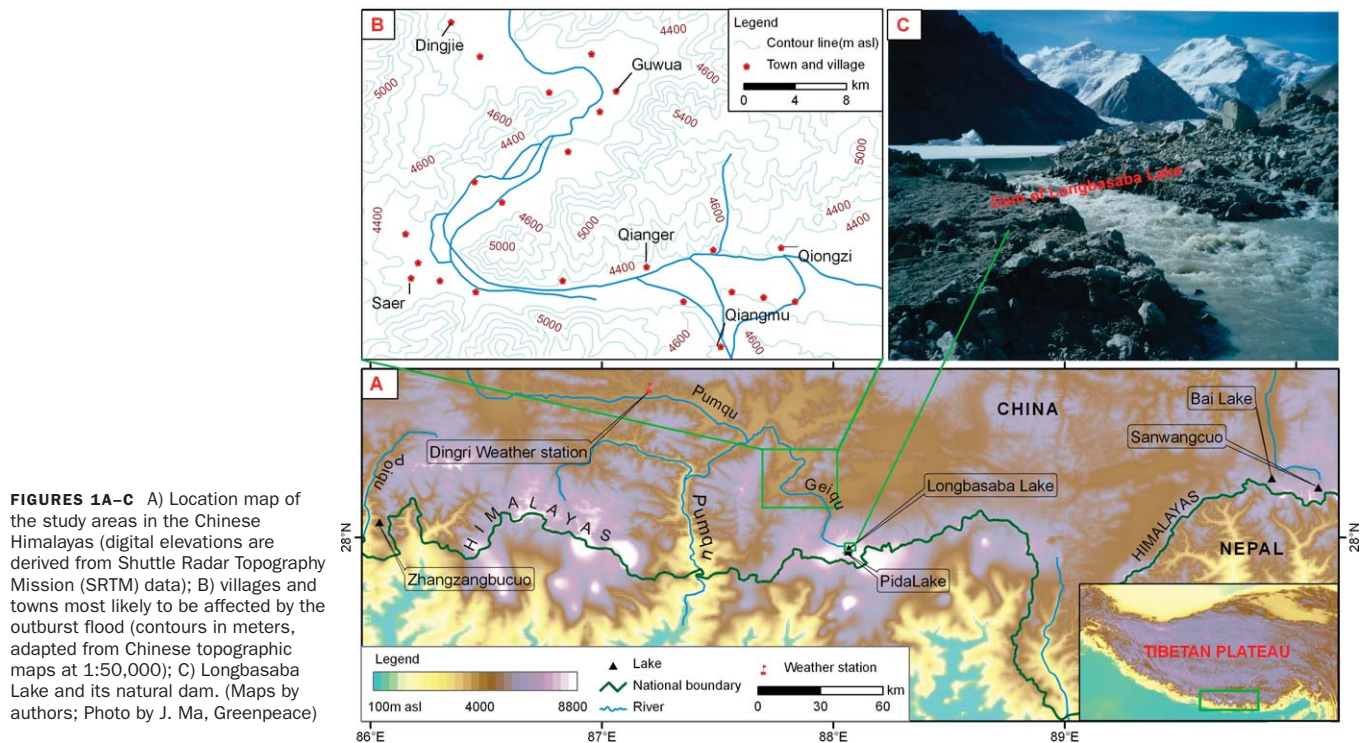 FIGURES 1A–C A) Location map of
the study areas in the Chinese
Himalayas (digital elevations are
derived from Shuttle Radar Topography
Mission (SRTM) data); B) villages and
towns most likely to be affected by the
outburst flood (contours in meters,
adapted from Chinese topographic
maps at 1:50,000); C) Longbasaba
Lake and its natural dam. (Maps by
authors; Photo by J. Ma, Greenpeace)
B
Dingjie
4400
Guwua
4600
5000
4600
5400
4400
4600
5000
4400
4600
5000
4600
4400
4400
5000
Qianger
4400
Qiongzi
Saer
5000
Qiangmu
4600
4600
Legend
Contour line(m asl)
Town and village
km
0 4 8
C
Dam of Longbasaba Lake
A
Pumqu
CHINA
Bai Lake
Sanwangcuo
Dingri Weather station
Poiqu
Geiqu
Longbasaba Lake
Pumqu
HIMALAYAS
HIMALAYAS
NEPAL
28°N
28°N
Zhangzangbucuo
PidaLake
TIBETAN PLATEAU
Legend
100m asl 4000 8800
Lake
National boundary
River
Weather station
km
0 30 60
86°E 87°E 88°E 89°E